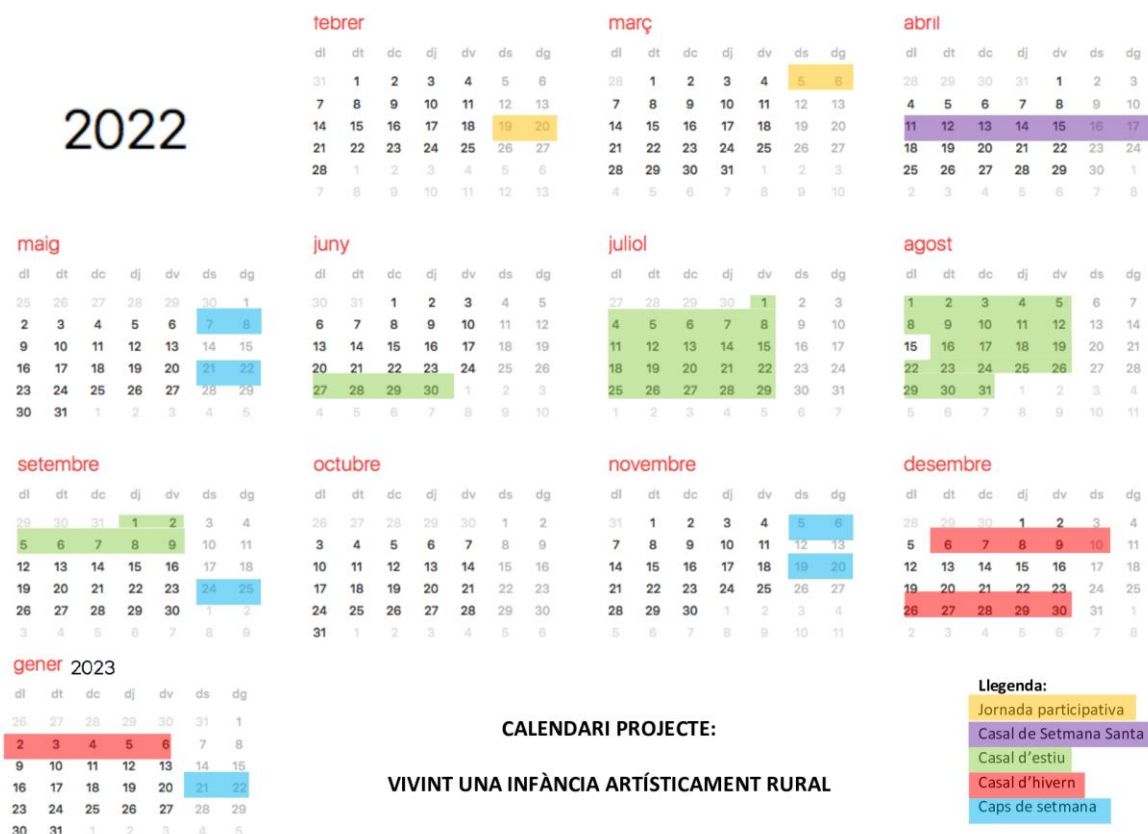 2022
febrer
dl dt dc dj dv ds dg
31 1 2 3 4 5 6
7 8 9 10 11 12 13
14 15 16 17 18 19 20
21 22 23 24 25 26 27
28 1 2 3 4 5 6
7 8 9 10 11 12 13
març
dl dt dc dj dv ds dg
28 1 2 3 4 5 6
7 8 9 10 11 12 13
14 15 16 17 18 19 20
21 22 23 24 25 26 27
28 29 30 31 1 2 3
4 5 6 7 8 9 10
abril
dl dt dc dj dv ds dg
28 29 30 31 1 2 3
4 5 6 7 8 9 10
11 12 13 14 15 16 17
18 19 20 21 22 23 24
25 26 27 28 29 30 1
2 3 4 5 6 7 8
maig
dl dt dc dj dv ds dg
25 26 27 28 29 30 1
2 3 4 5 6 7 8
9 10 11 12 13 14 15
16 17 18 19 20 21 22
23 24 25 26 27 28 29
30 31 1 2 3 4 5
juny
dl dt dc dj dv ds dg
30 31 1 2 3 4 5
6 7 8 9 10 11 12
13 14 15 16 17 18 19
20 21 22 23 24 25 26
27 28 29 30 1 2 3
4 5 6 7 8 9 10
juliol
dl dt dc dj dv ds dg
27 28 29 30 1 2 3
4 5 6 7 8 9 10
11 12 13 14 15 16 17
18 19 20 21 22 23 24
25 26 27 28 29 30 31
1 2 3 4 5 6 7
agost
dl dt dc dj dv ds dg
1 2 3 4 5 6 7
8 9 10 11 12 13 14
15 16 17 18 19 20 21
22 23 24 25 26 27 28
29 30 31 1 2 3 4
5 6 7 8 9 10 11
setembre
dl dt dc dj dv ds dg
29 30 31 1 2 3 4
5 6 7 8 9 10 11
12 13 14 15 16 17 18
19 20 21 22 23 24 25
26 27 28 29 30 1 2
3 4 5 6 7 8 9
octubre
dl dt dc dj dv ds dg
26 27 28 29 30 1 2
3 4 5 6 7 8 9
10 11 12 13 14 15 16
17 18 19 20 21 22 23
24 25 26 27 28 29 30
31 1 2 3 4 5 6
novembre
dl dt dc dj dv ds dg
31 1 2 3 4 5 6
7 8 9 10 11 12 13
14 15 16 17 18 19 20
21 22 23 24 25 26 27
28 29 30 1 2 3 4
5 6 7 8 9 10 11
desembre
dl dt dc dj dv ds dg
28 29 30 1 2 3 4
5 6 7 8 9 10 11
12 13 14 15 16 17 18
19 20 21 22 23 24 25
26 27 28 29 30 31 1
2 3 4 5 6 7 8
gener 2023
dl dt dc dj dv ds dg
26 27 28 29 30 31 1
2 3 4 5 6 7 8
9 10 11 12 13 14 15
16 17 18 19 20 21 22
23 24 25 26 27 28 29
30 31 1 2 3 4 5
CALENDARI PROJECTE:
VIVINT UNA INFÀNCIA ARTÍSTICAMENT RURAL
Llegenda:
Jornada participativa
Casal de Setmana Santa
Casal d'estiu
Casal d'hivern
Caps de setmana